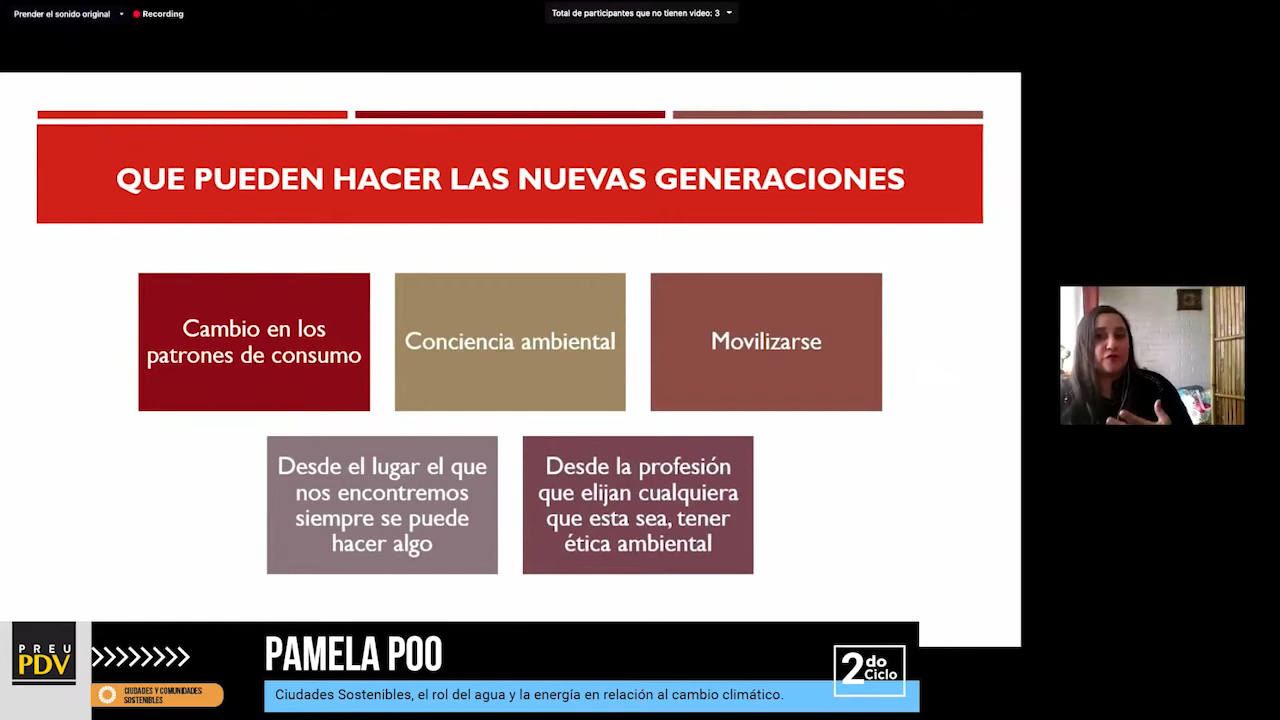 Prender el sonido original
Recording
Total de participantes que no tienen video: 3
QUE PUEDEN HACER LAS NUEVAS GENERACIONES
Cambio en los
patrones de consumo
Conciencia ambiental
Movilizarse
Desde el lugar el que
nos encontremos
siempre se puede
hacer algo
Desde la profesión
que elijan cualquiera
que esta sea, tener
ética ambiental
PREU
PDV
CIUDADES Y COMUNIDADES
SOSTENIBLES
PAMELA POO
Ciudades Sostenibles, el rol del agua y la energía en relación al cambio climático.
2do
Ciclo